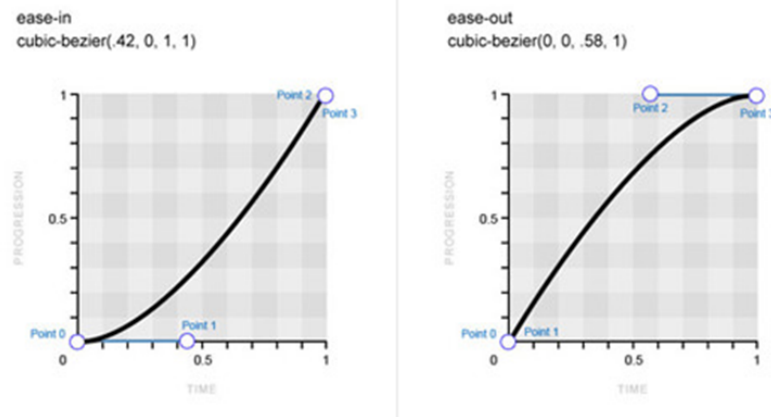 ease-in
cubic-bezier(.42, 0, 1, 1)
1
Point 2
Point 3
PROGRESSION
0.5
Point 0
Point 1
0
0.5
1
TIME
ease-out
cubic-bezier(0, 0, .58, 1)
1
Point 2
Point 3
PROGRESSION
0.5
Point 0
Point 1
0
0.5
1
TIME